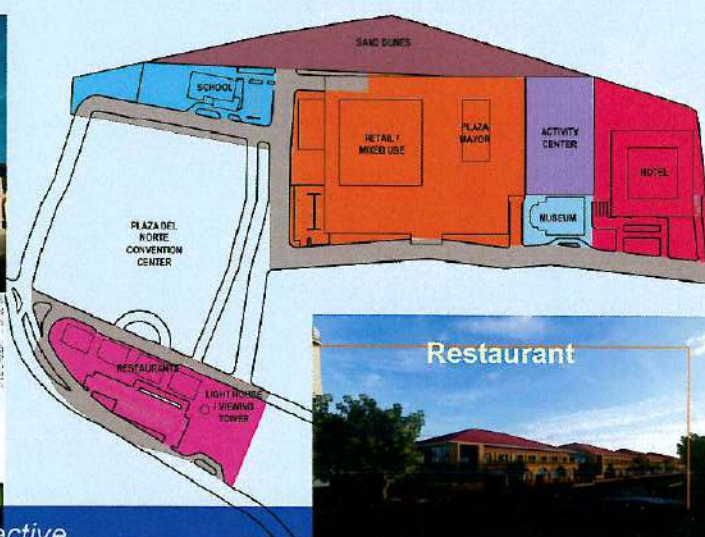 SAND DUNES
SCHOOL
RETAIL /
MIXED USE
PLAZA
MAYOR
ACTIVITY
CENTER
HOTEL
MUSEUM
PLAZA DEL
NORTE
CONVENTION
CENTER
RESTAURANTS
LIGHT HOUSE
/ VIEWING
TOWER
Restaurant
active